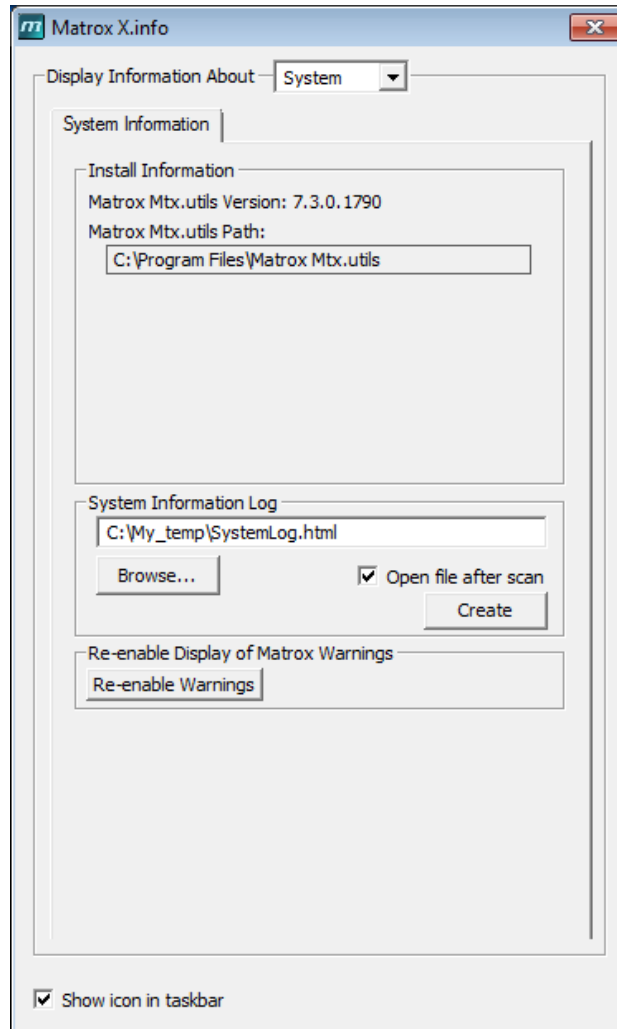 Matrox X.info
Display Information About System
System Information
Install Information
Matrox Mtx.utils Version: 7.3.0.1790
Matrox Mtx.utils Path:
C:\Program Files\Matrox Mtx.utils
System Information Log
C:\My_temp\SystemLog.html
Browse... Open file after scan
Create
Re-enable Display of Matrox Warnings
Re-enable Warnings
Show icon in taskbar